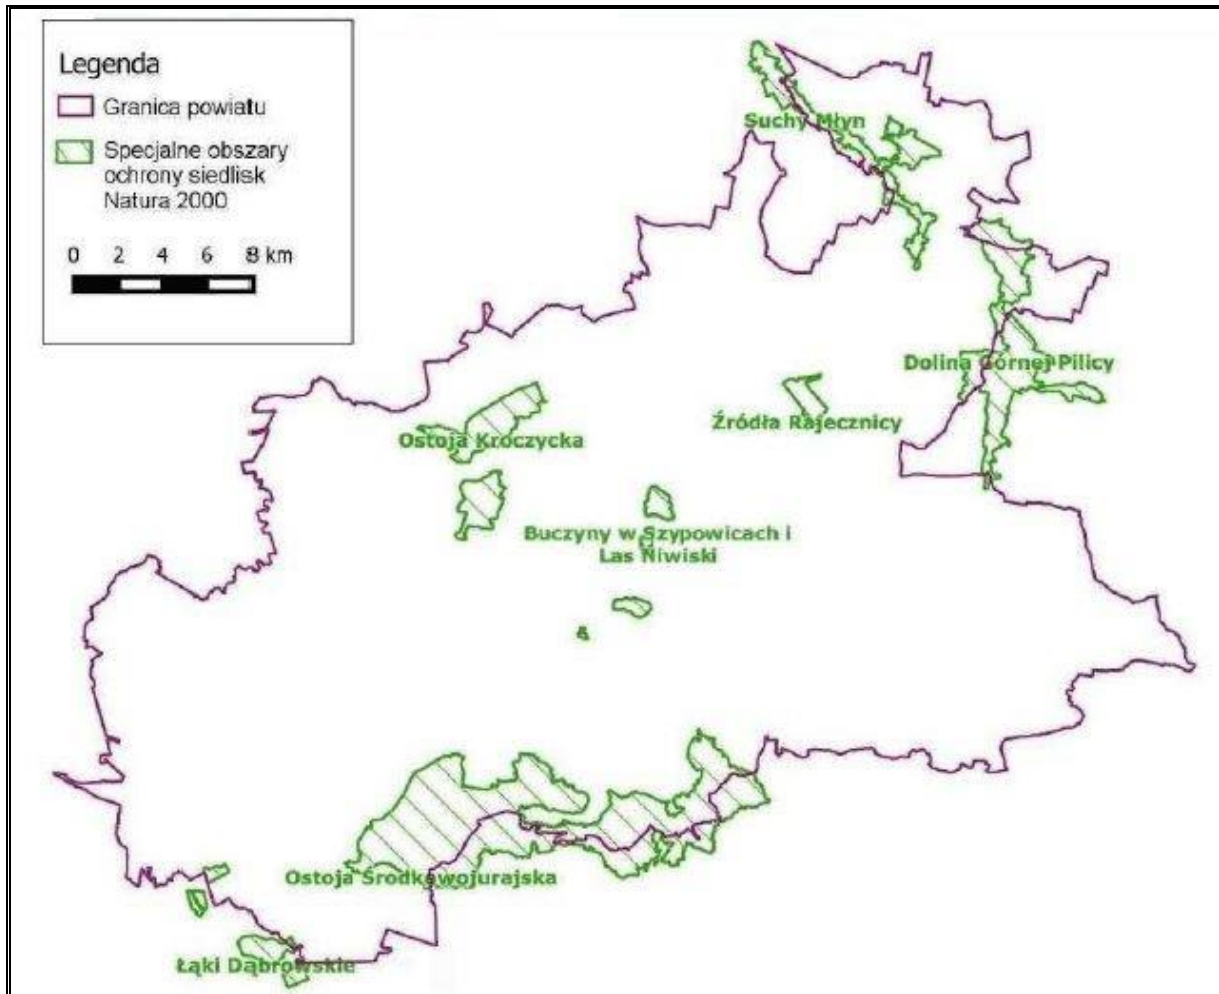 Legenda
Granica powiatu
Specjalne obszary
ochrony siedlisk
Natura 2000
0 2 4 6 8 km
Suchy Młyn
Dolina Górnej Pilicy
Źródła Rajecznicy
Ostoja Kroczycka
Buczyny w Szypowicach i
Las Niwiski
Ostoja Środkowojurajska
Łąki Dąbrowskie